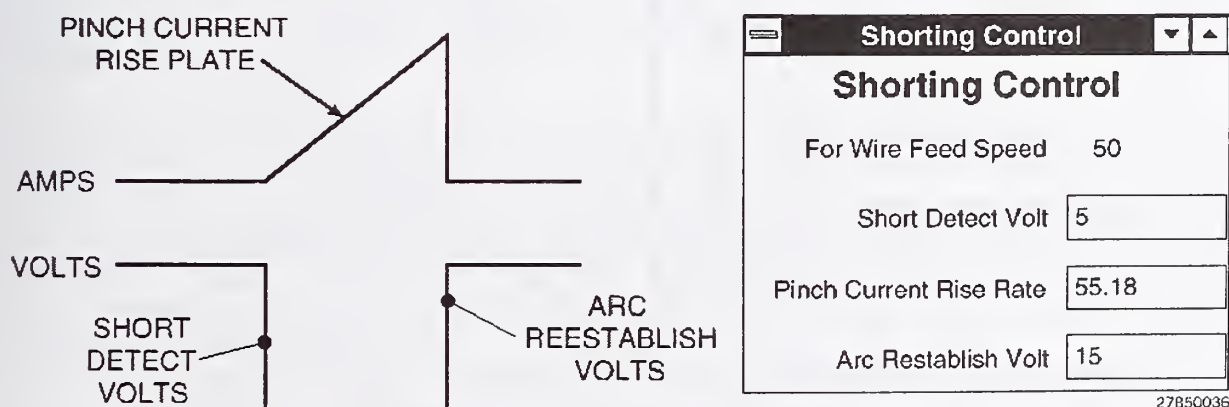 PINCH CURRENT
RISE PLATE
AMPS
VOLTS
SHORT
DETECT
VOLTS
ARC
REESTABLISH
VOLTS
Shorting Control
Shorting Control
For Wire Feed Speed 50
Short Detect Volt 5
Pinch Current Rise Rate 55.18
Arc Restablish Volt 15
27850036